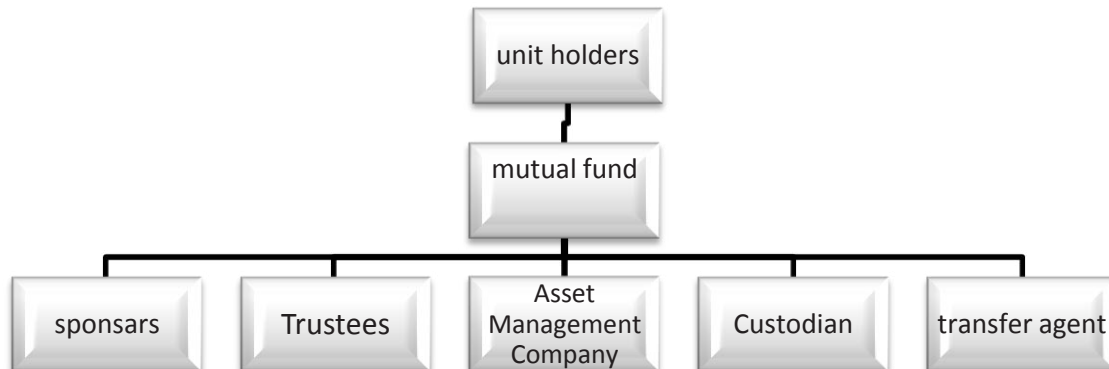 unit holders
mutual fund
sponsars
Trustees
Asset
Management
Company
Custodian
transfer agent